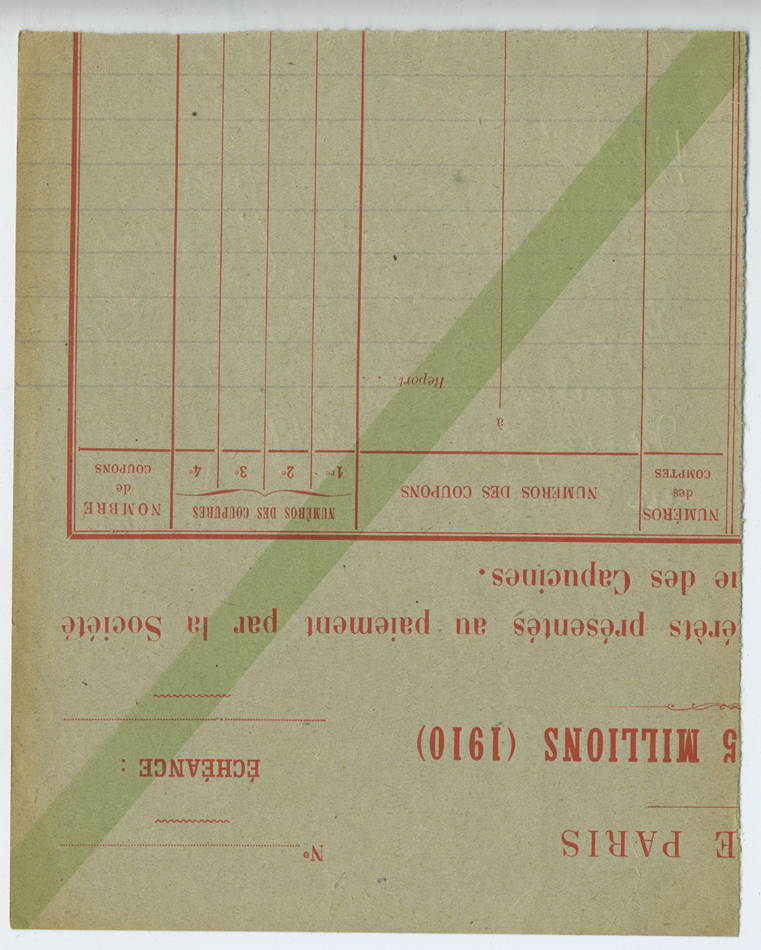 E PARIS
N°
5 MILLIONS (1910)
ÉCHÉANCE :
érêts présentés au paiement par la Société
ue des Capucines.
NUMÉROS
des
COMPTES
NUMÉROS DES COUPONS
NUMÉROS DES COUPURES
1re 2e 3e 4e
NOMBRE
de
COUPONS
à
Report